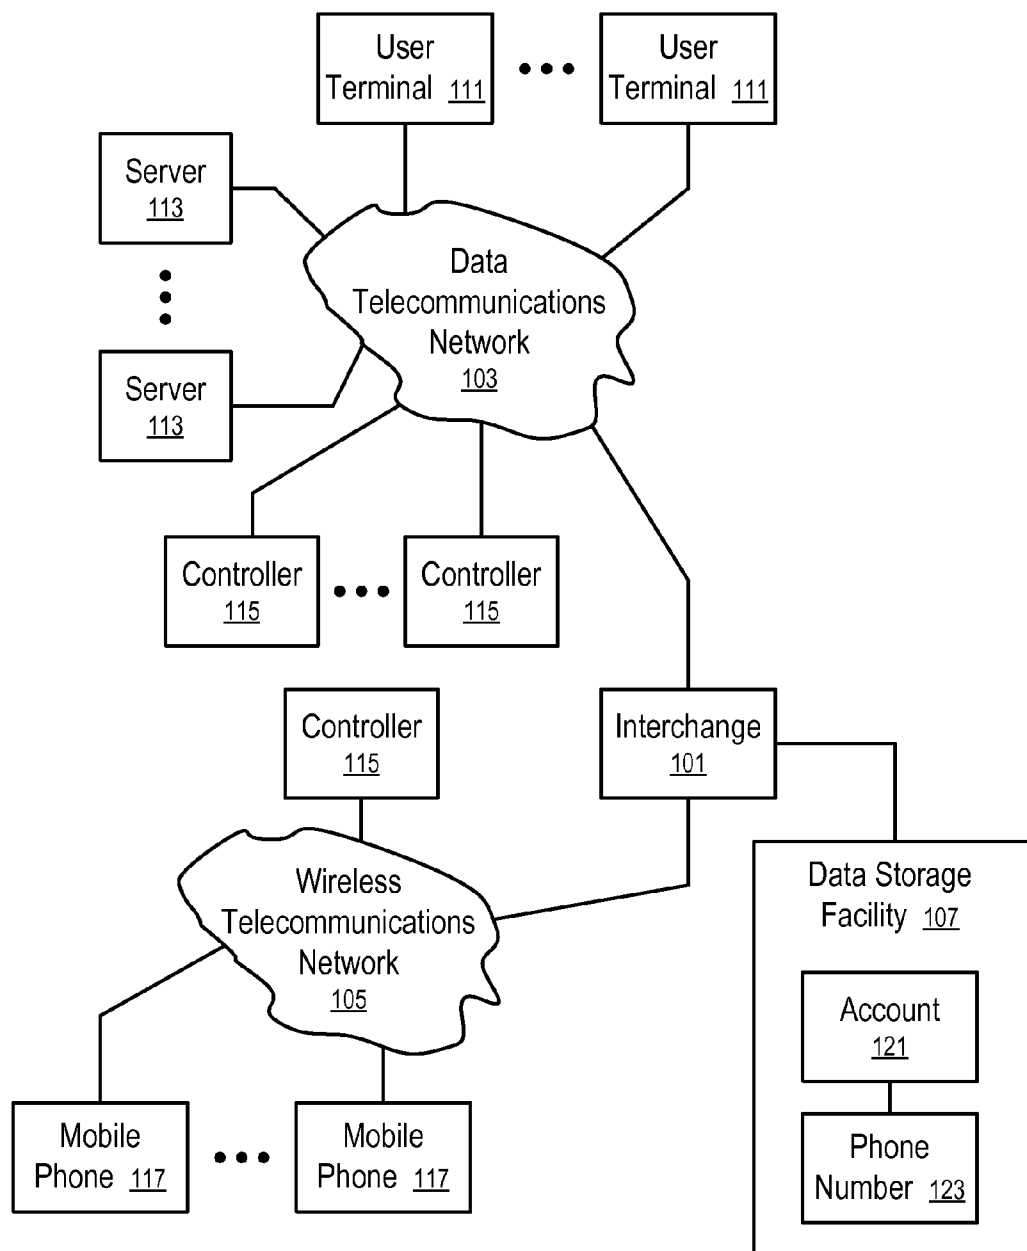 User
Terminal 111
User
Terminal 111
Server
113
Data
Telecommunications
Network
103
Server
113
Controller
115
Controller
115
Controller
115
Interchange
101
Wireless
Telecommunications
Network
105
Data Storage
Facility 107
Account
121
Mobile
Phone 117
Mobile
Phone 117
Phone
Number 123